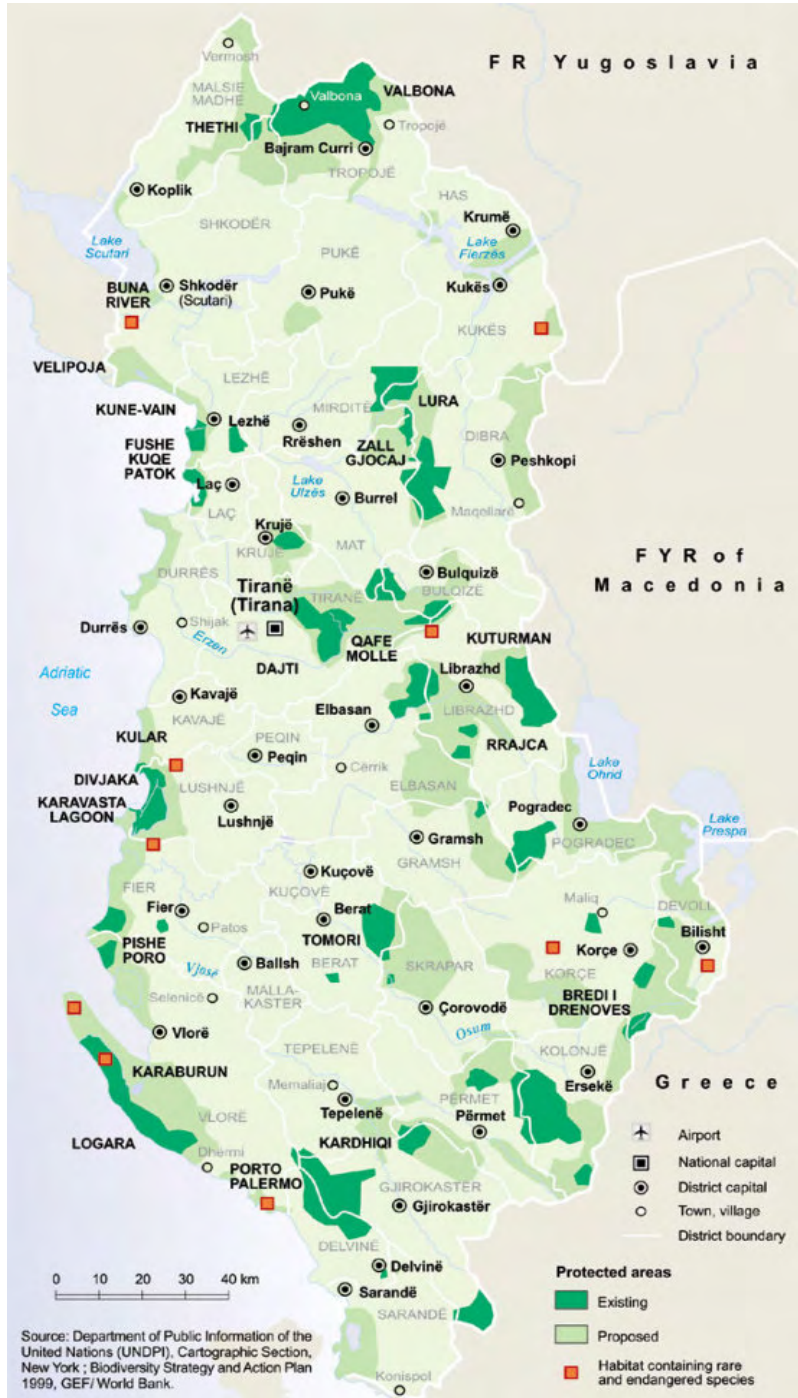 FR Yugoslavia
Vermosh
MALSIE
MADHE
Valbona
VALBONA
THETHI
Tropojë
Bajram Curri
TROPOJË
Koplik
HAS
SHKODËR
Krumë
Lake
Scutari
PUKË
Lake
Fierzës
BUNA
RIVER
Shkodër
(Scutari)
Pukë
Kukës
KUKËS
VELIPOJA
LEZHË
KUNE-VAIN
Lezhë
MIRDITË
LURA
Rrëshen
FUSHE
KUQE
PATOK
ZALL
GJOCAJ
DIBRA
Peshkopi
Laç
Lake
Ulzës
Burrel
Maqellarë
LAÇ
Krujë
KRUJË
MAT
DURRËS
FYR of
Macedonia
Tiranë
(Tirana)
TIRANË
Bulquizë
BULQIZË
Durrës
Shijak
Erzen
QAFE
MOLLE
KUTURMAN
DAJTI
Librazhd
Adriatic
Sea
Kavajë
KAVAJË
Elbasan
LIBRAZHD
KULAR
PEQIN
Peqin
RRAJCA
Cërrik
Lake
Ohrid
DIVJAKA
KARAVASTA
LAGOON
LUSHNJË
Lushnjë
ELBASAN
Pogradec
Lake
Prespa
Gramsh
GRAMSH
POGRADEC
Kuçovë
KUÇOVË
FIER
Fier
Patos
Berat
TOMORI
BERAT
Maliq
DEVOLL
Bilisht
Korçe
PISHE
PORO
Vjosë
Ballsh
MALLA-
KASTER
SKRAPAR
KORÇE
BREDI I
DRENOVES
Selenicë
Çorovodë
Osum
Vlorë
KOLONJË
TEPELENË
KARABURUN
Ersekë
Greece
Memaliaj
Tepelenë
PËRMET
Përmet
VLORË
LOGARA
KARDHIQI
Dhërmi
PORTO
PALERMO
GJIROKASTËR
Gjirokastër
DELVINË
Delvinë
Sarandë
SARANDË
Konispol
Airport
National capital
District capital
Town, village
District boundary
Protected areas
Existing
Proposed
Habitat containing rare
and endangered species
0 10 20 30 40 km
Source: Department of Public Information of the
United Nations (UNDPI), Cartographic Section,
New York ; Biodiversity Strategy and Action Plan
1999, GEF/ World Bank.